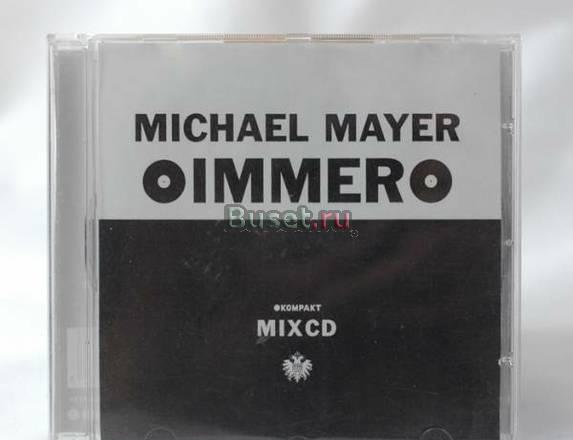 MICHAEL MAYER
IMMER
Buset.ru
KOMPAKT
MIXCD